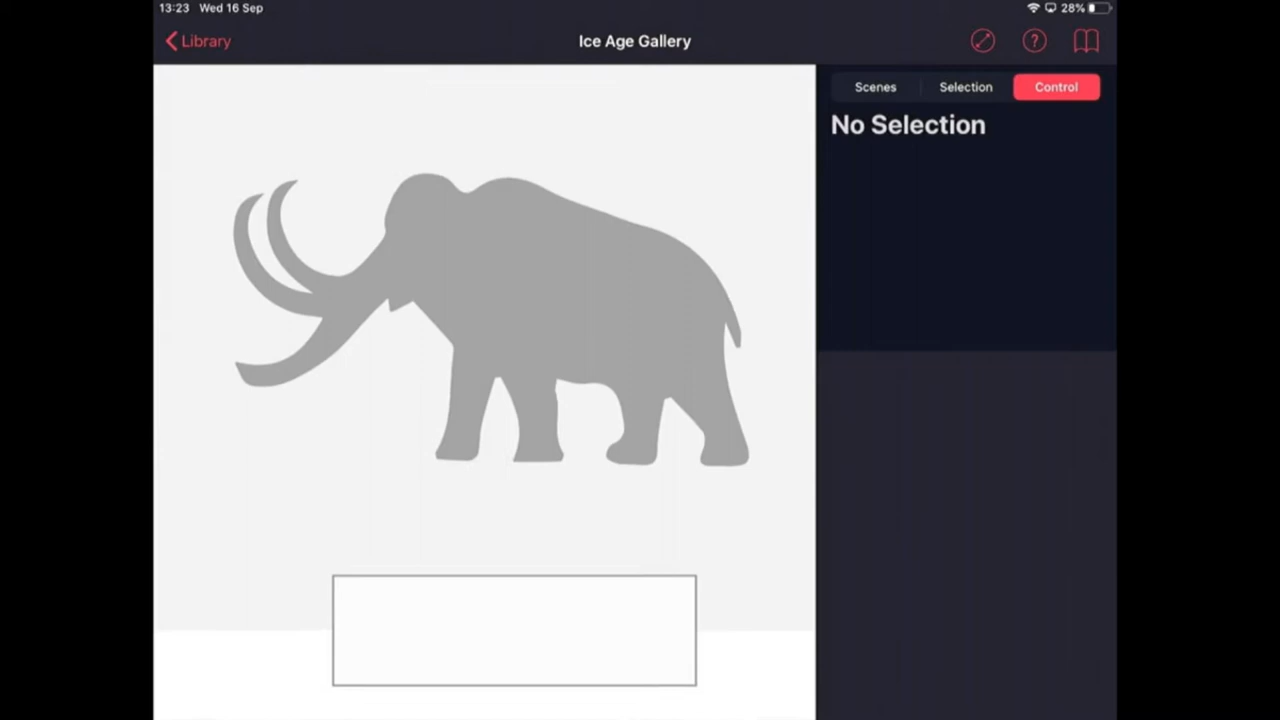 13:23 Wed 16 Sep
28%
Library
Ice Age Gallery
?
Scenes
Selection
Control
No Selection